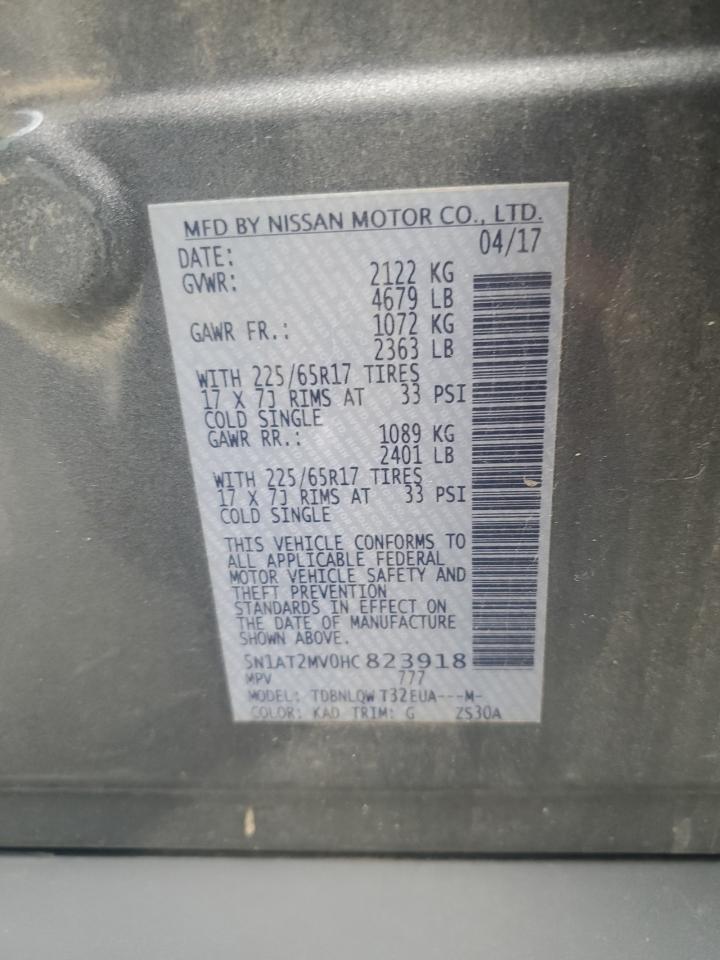 MFD BY NISSAN MOTOR CO., LTD.
DATE: 04/17
GVWR: 2122 KG
4679 LB
GAWR FR.: 1072 KG
2363 LB
WITH 225/65R17 TIRES
17 X 7J RIMS AT 33 PSI
COLD SINGLE
GAWR RR.: 1089 KG
2401 LB
WITH 225/65R17 TIRES
17 X 7J RIMS AT 33 PSI
COLD SINGLE
THIS VEHICLE CONFORMS TO
ALL APPLICABLE FEDERAL
MOTOR VEHICLE SAFETY AND
THEFT PREVENTION
STANDARDS IN EFFECT ON
THE DATE OF MANUFACTURE
SHOWN ABOVE.
5N1AT2MV0HC823918
MPV 777
MODEL: TDBNLQW T32EUA---M-
COLOR: KAD TRIM: G ZS30A